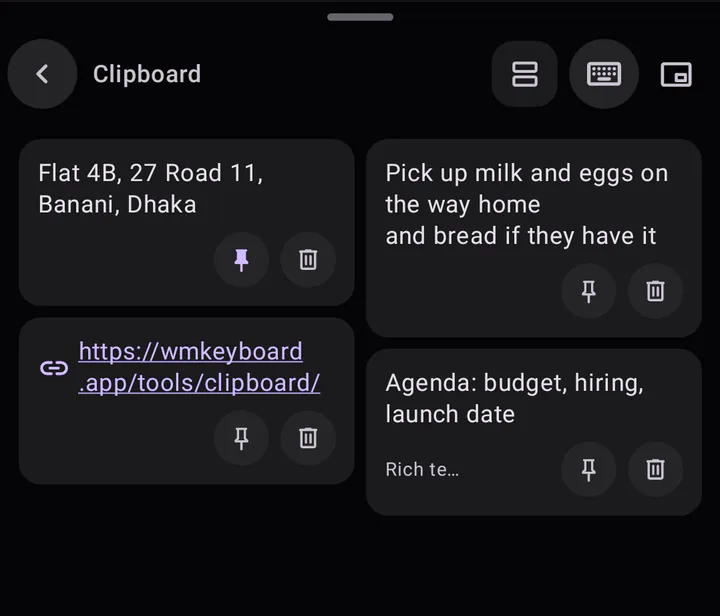 Clipboard
Flat 4B, 27 Road 11,
Banani, Dhaka
https://wmkeyboard
.app/tools/clipboard/
Pick up milk and eggs on
the way home
and bread if they have it
Agenda: budget, hiring,
launch date
Rich te…